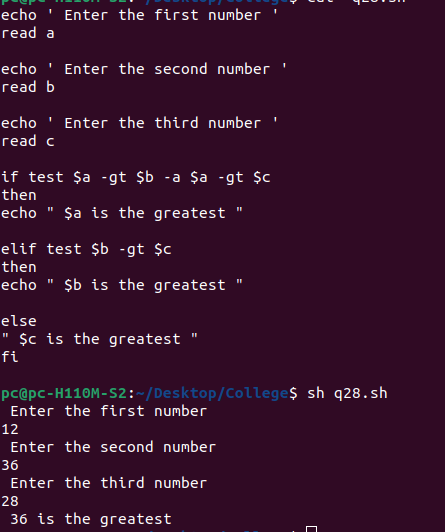 echo ' Enter the first number '
read a
echo ' Enter the second number '
read b
echo ' Enter the third number '
read c
if test $a -gt $b -a $a -gt $c
then
echo " $a is the greatest "
elif test $b -gt $c
then
echo " $b is the greatest "
else
" $c is the greatest "
fi
pc@pc-H110M-S2:~/Desktop/College$ sh q28.sh
Enter the first number
12
Enter the second number
36
Enter the third number
28
36 is the greatest